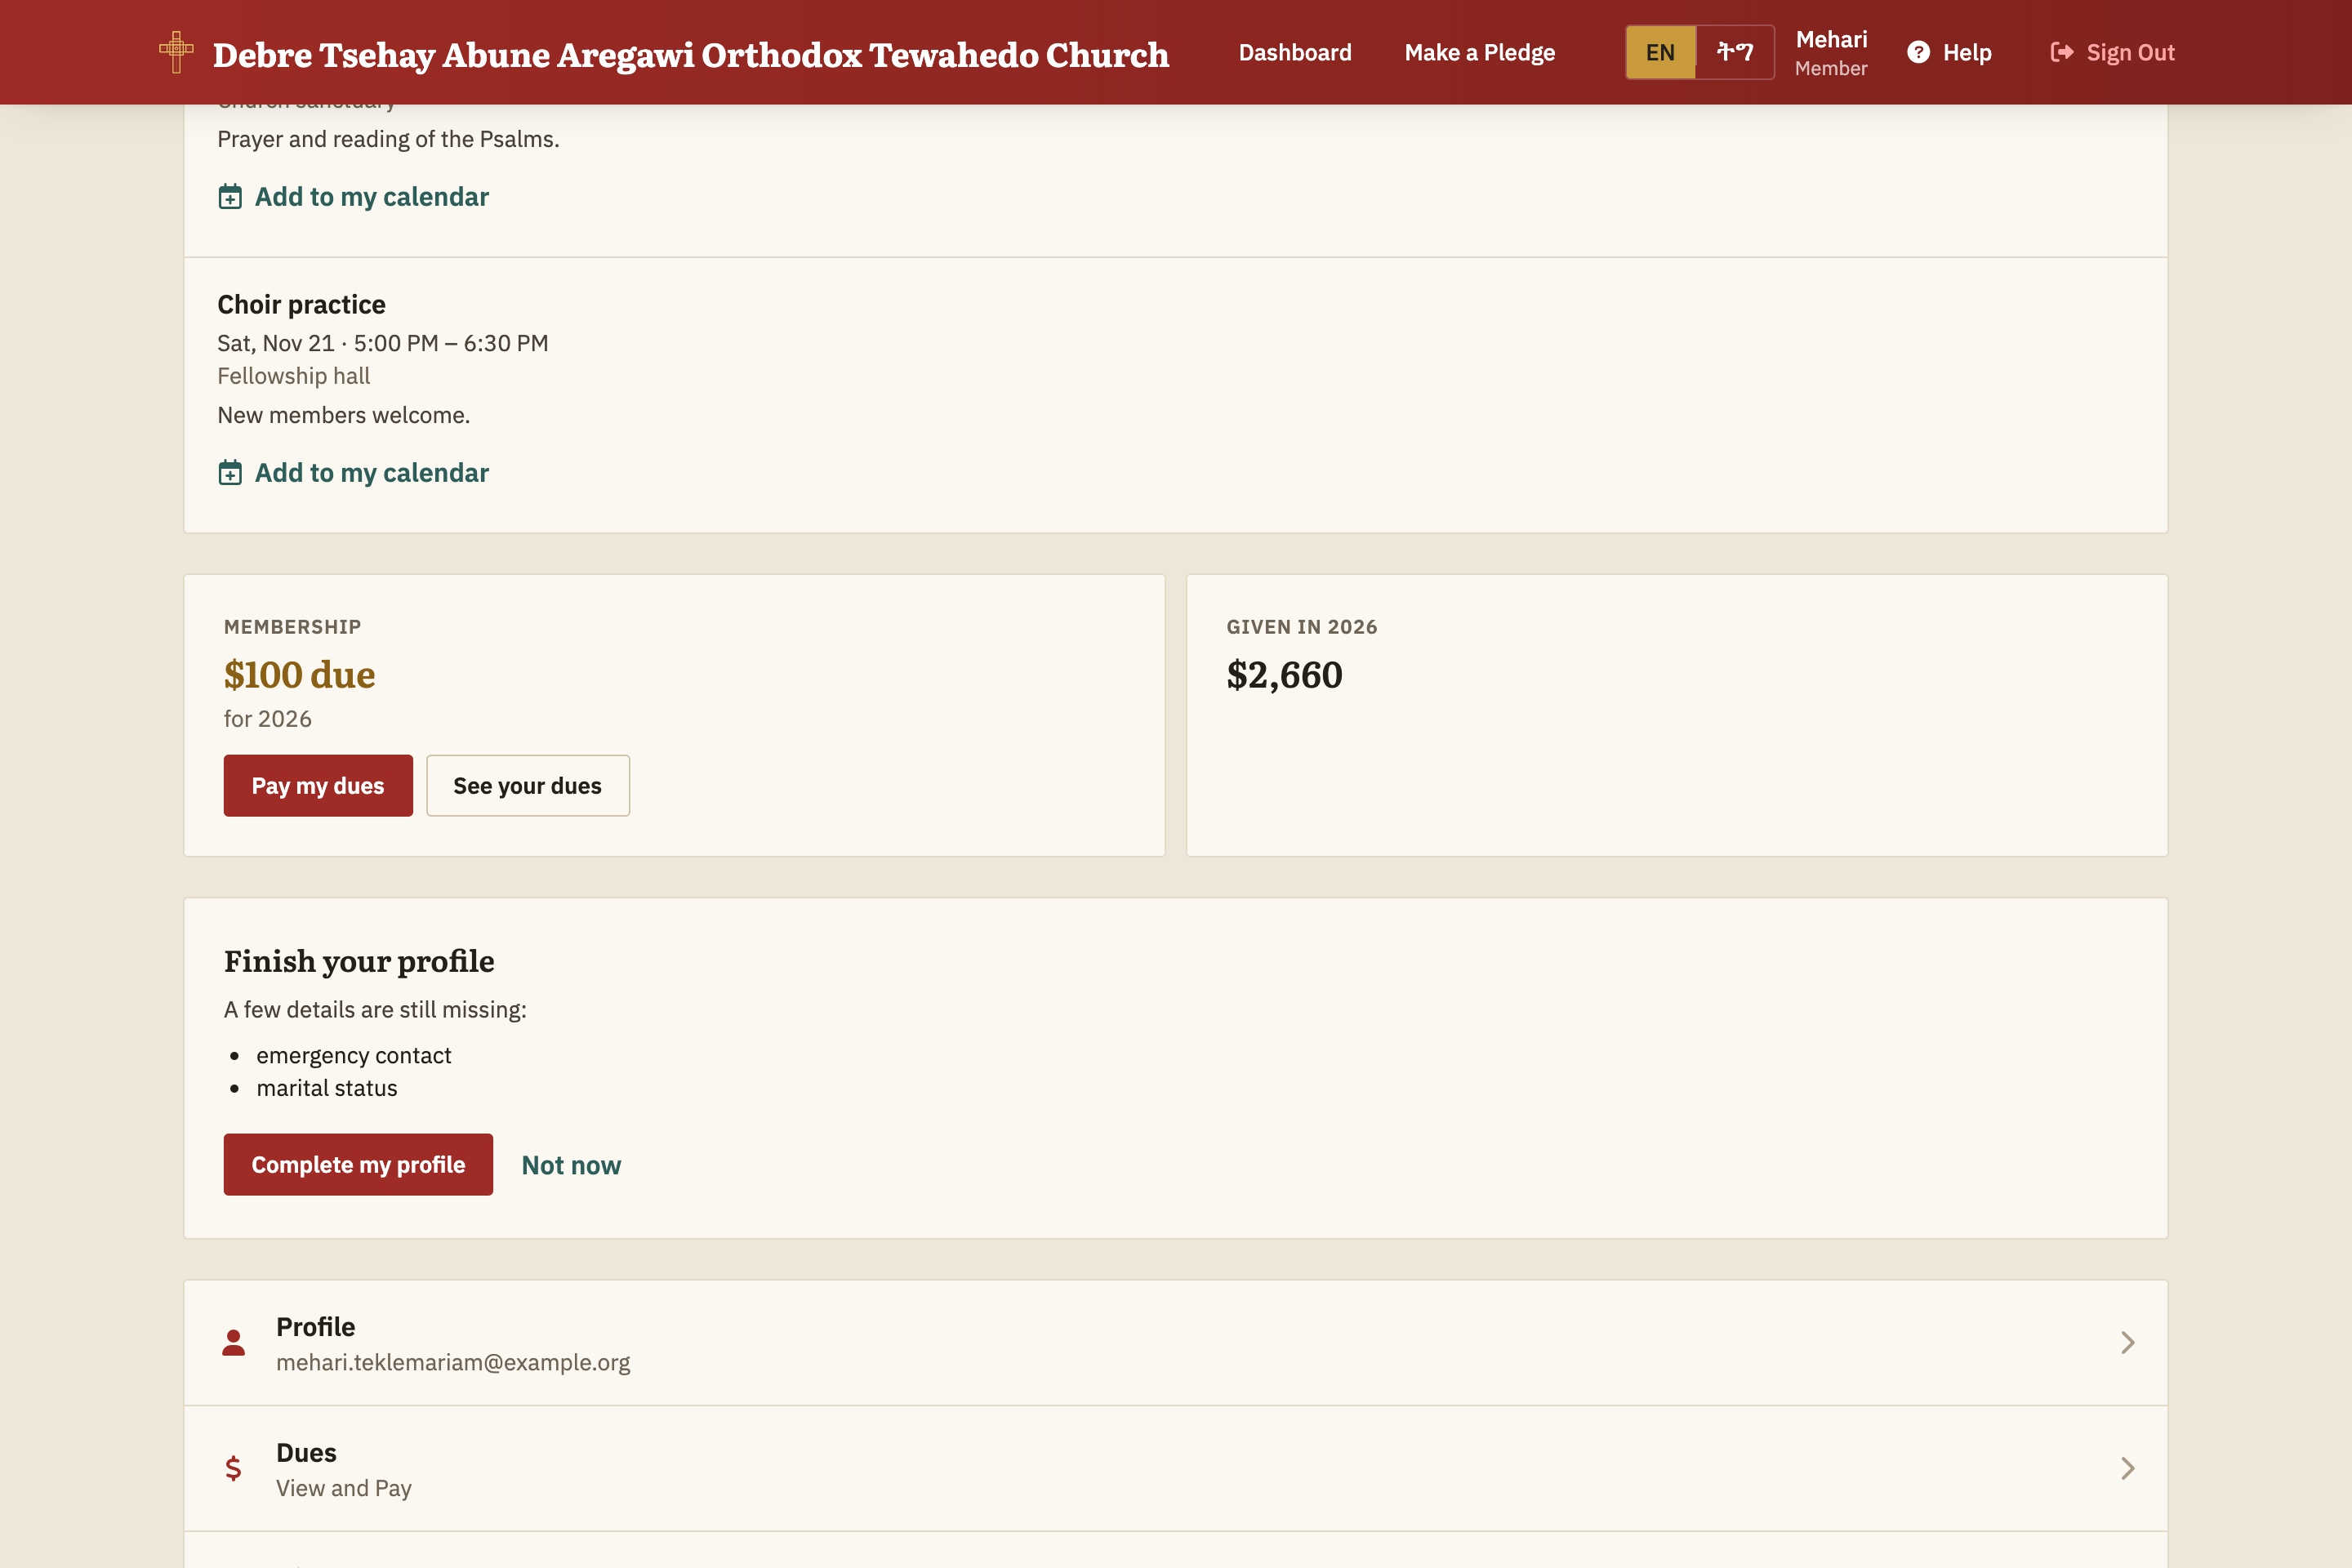 Debre Tsehay Abune Aregawi Orthodox Tewahedo Church
Dashboard
Make a Pledge
EN
ትግ
Mehari
Member
Help
Sign Out
Prayer and reading of the Psalms.
Add to my calendar
Choir practice
Sat, Nov 21 · 5:00 PM – 6:30 PM
Fellowship hall
New members welcome.
Add to my calendar
MEMBERSHIP
$100 due
for 2026
Pay my dues
See your dues
GIVEN IN 2026
$2,660
Finish your profile
A few details are still missing:
• emergency contact
• marital status
Complete my profile
Not now
Profile
mehari.teklemariam@example.org
Dues
View and Pay